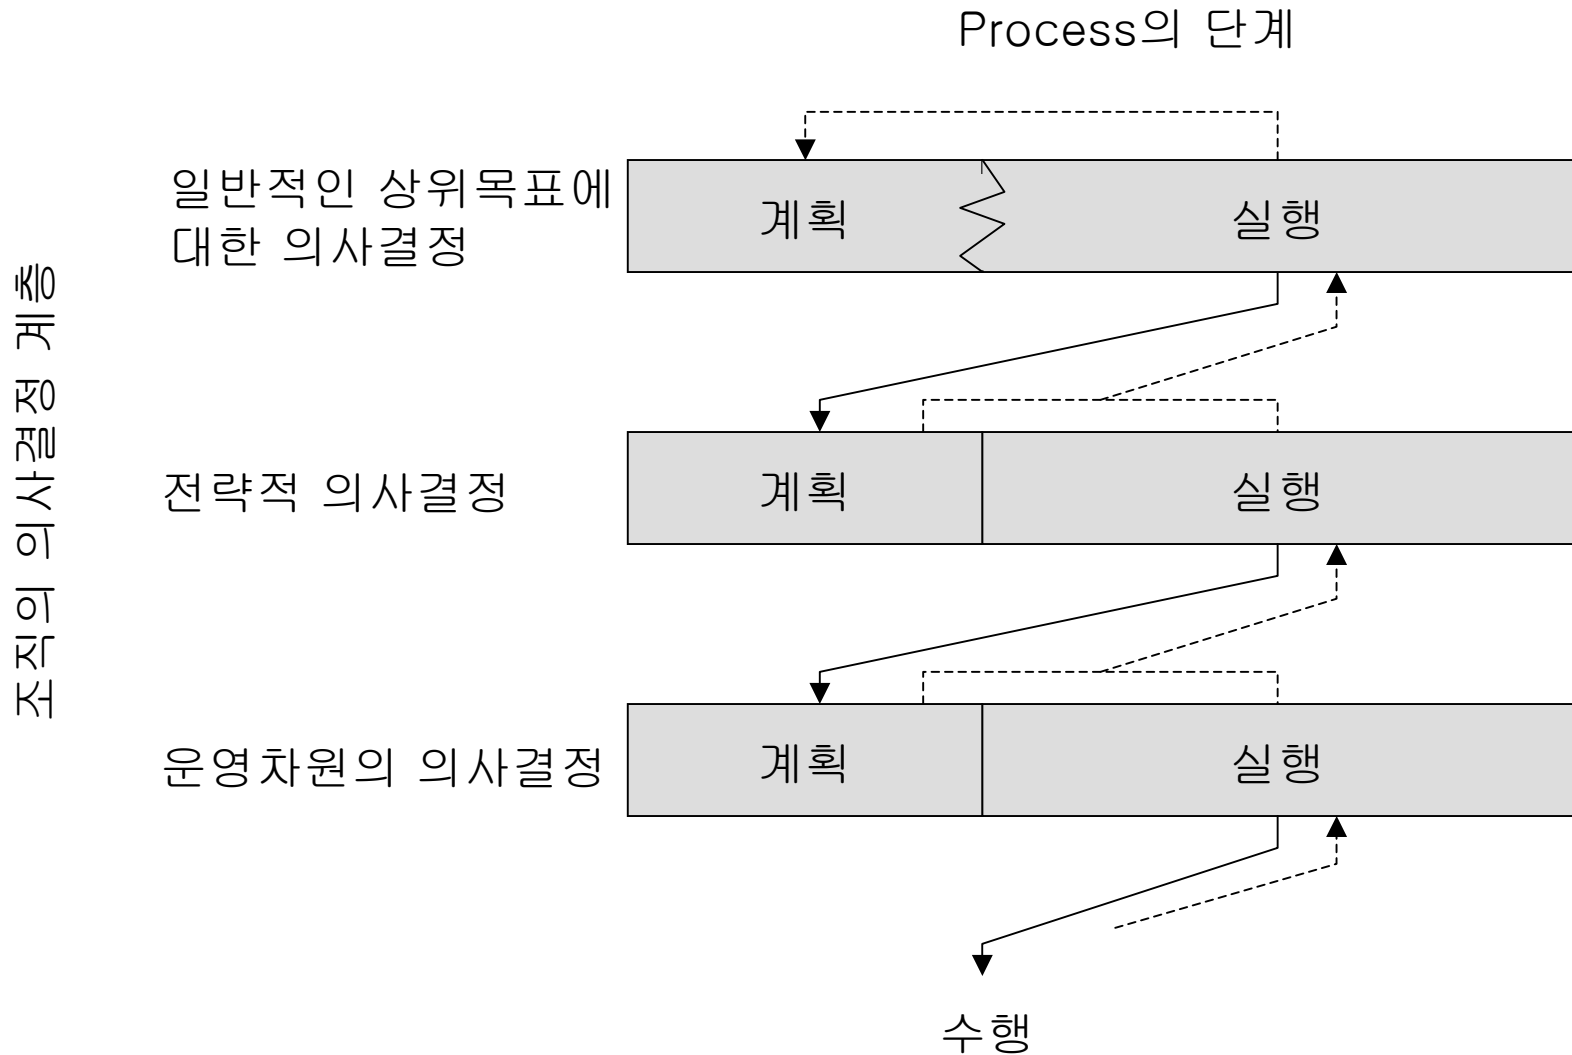 Process의 단계
조직의 의사결정 계층
일반적인 상위목표에
대한 의사결정
계획
실행
전략적 의사결정
계획
실행
운영차원의 의사결정
계획
실행
수행